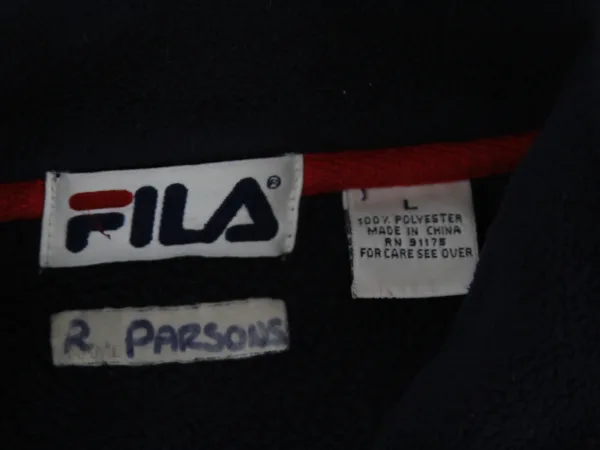 FILA®
L
100% POLYESTER
MADE IN CHINA
RN 91175
FOR CARE SEE OVER
R PARSONS